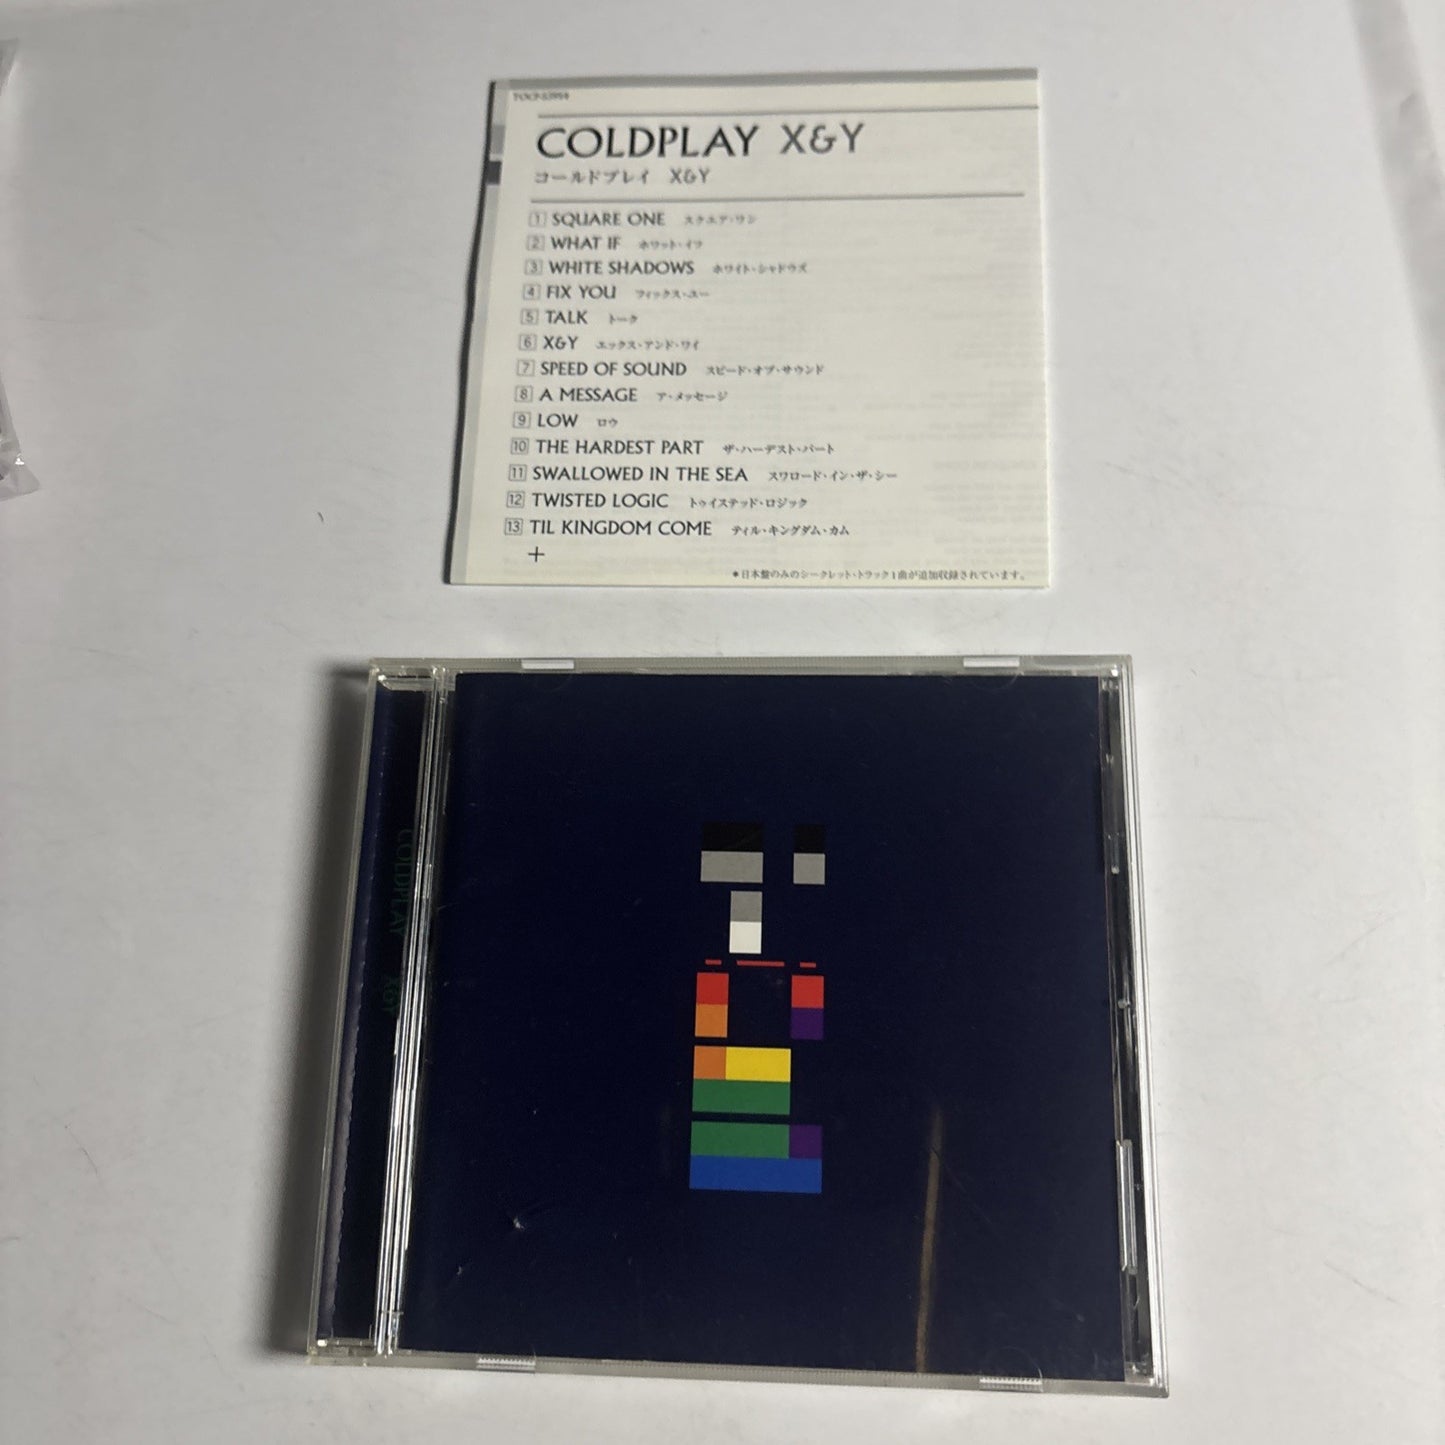 COLDPLAY X&Y
コールドプレイ X&Y
1 SQUARE ONE スクエア・ワン
2 WHAT IF ホワット・イフ
3 WHITE SHADOWS ホワイト・シャドウズ
4 FIX YOU フィックス・ユー
5 TALK トーク
6 X&Y エックス・アンド・ワイ
7 SPEED OF SOUND スピード・オブ・サウンド
8 A MESSAGE ア・メッセージ
9 LOW ロウ
10 THE HARDEST PART ザ・ハーデスト・パート
11 SWALLOWED IN THE SEA スワロード・イン・ザ・シー
12 TWISTED LOGIC トゥイステッド・ロジック
13 TIL KINGDOM COME ティル・キングダム・カム
+
*日本盤のみのシークレット・トラック1曲が追加収録されています。
COLDPLAY X&Y